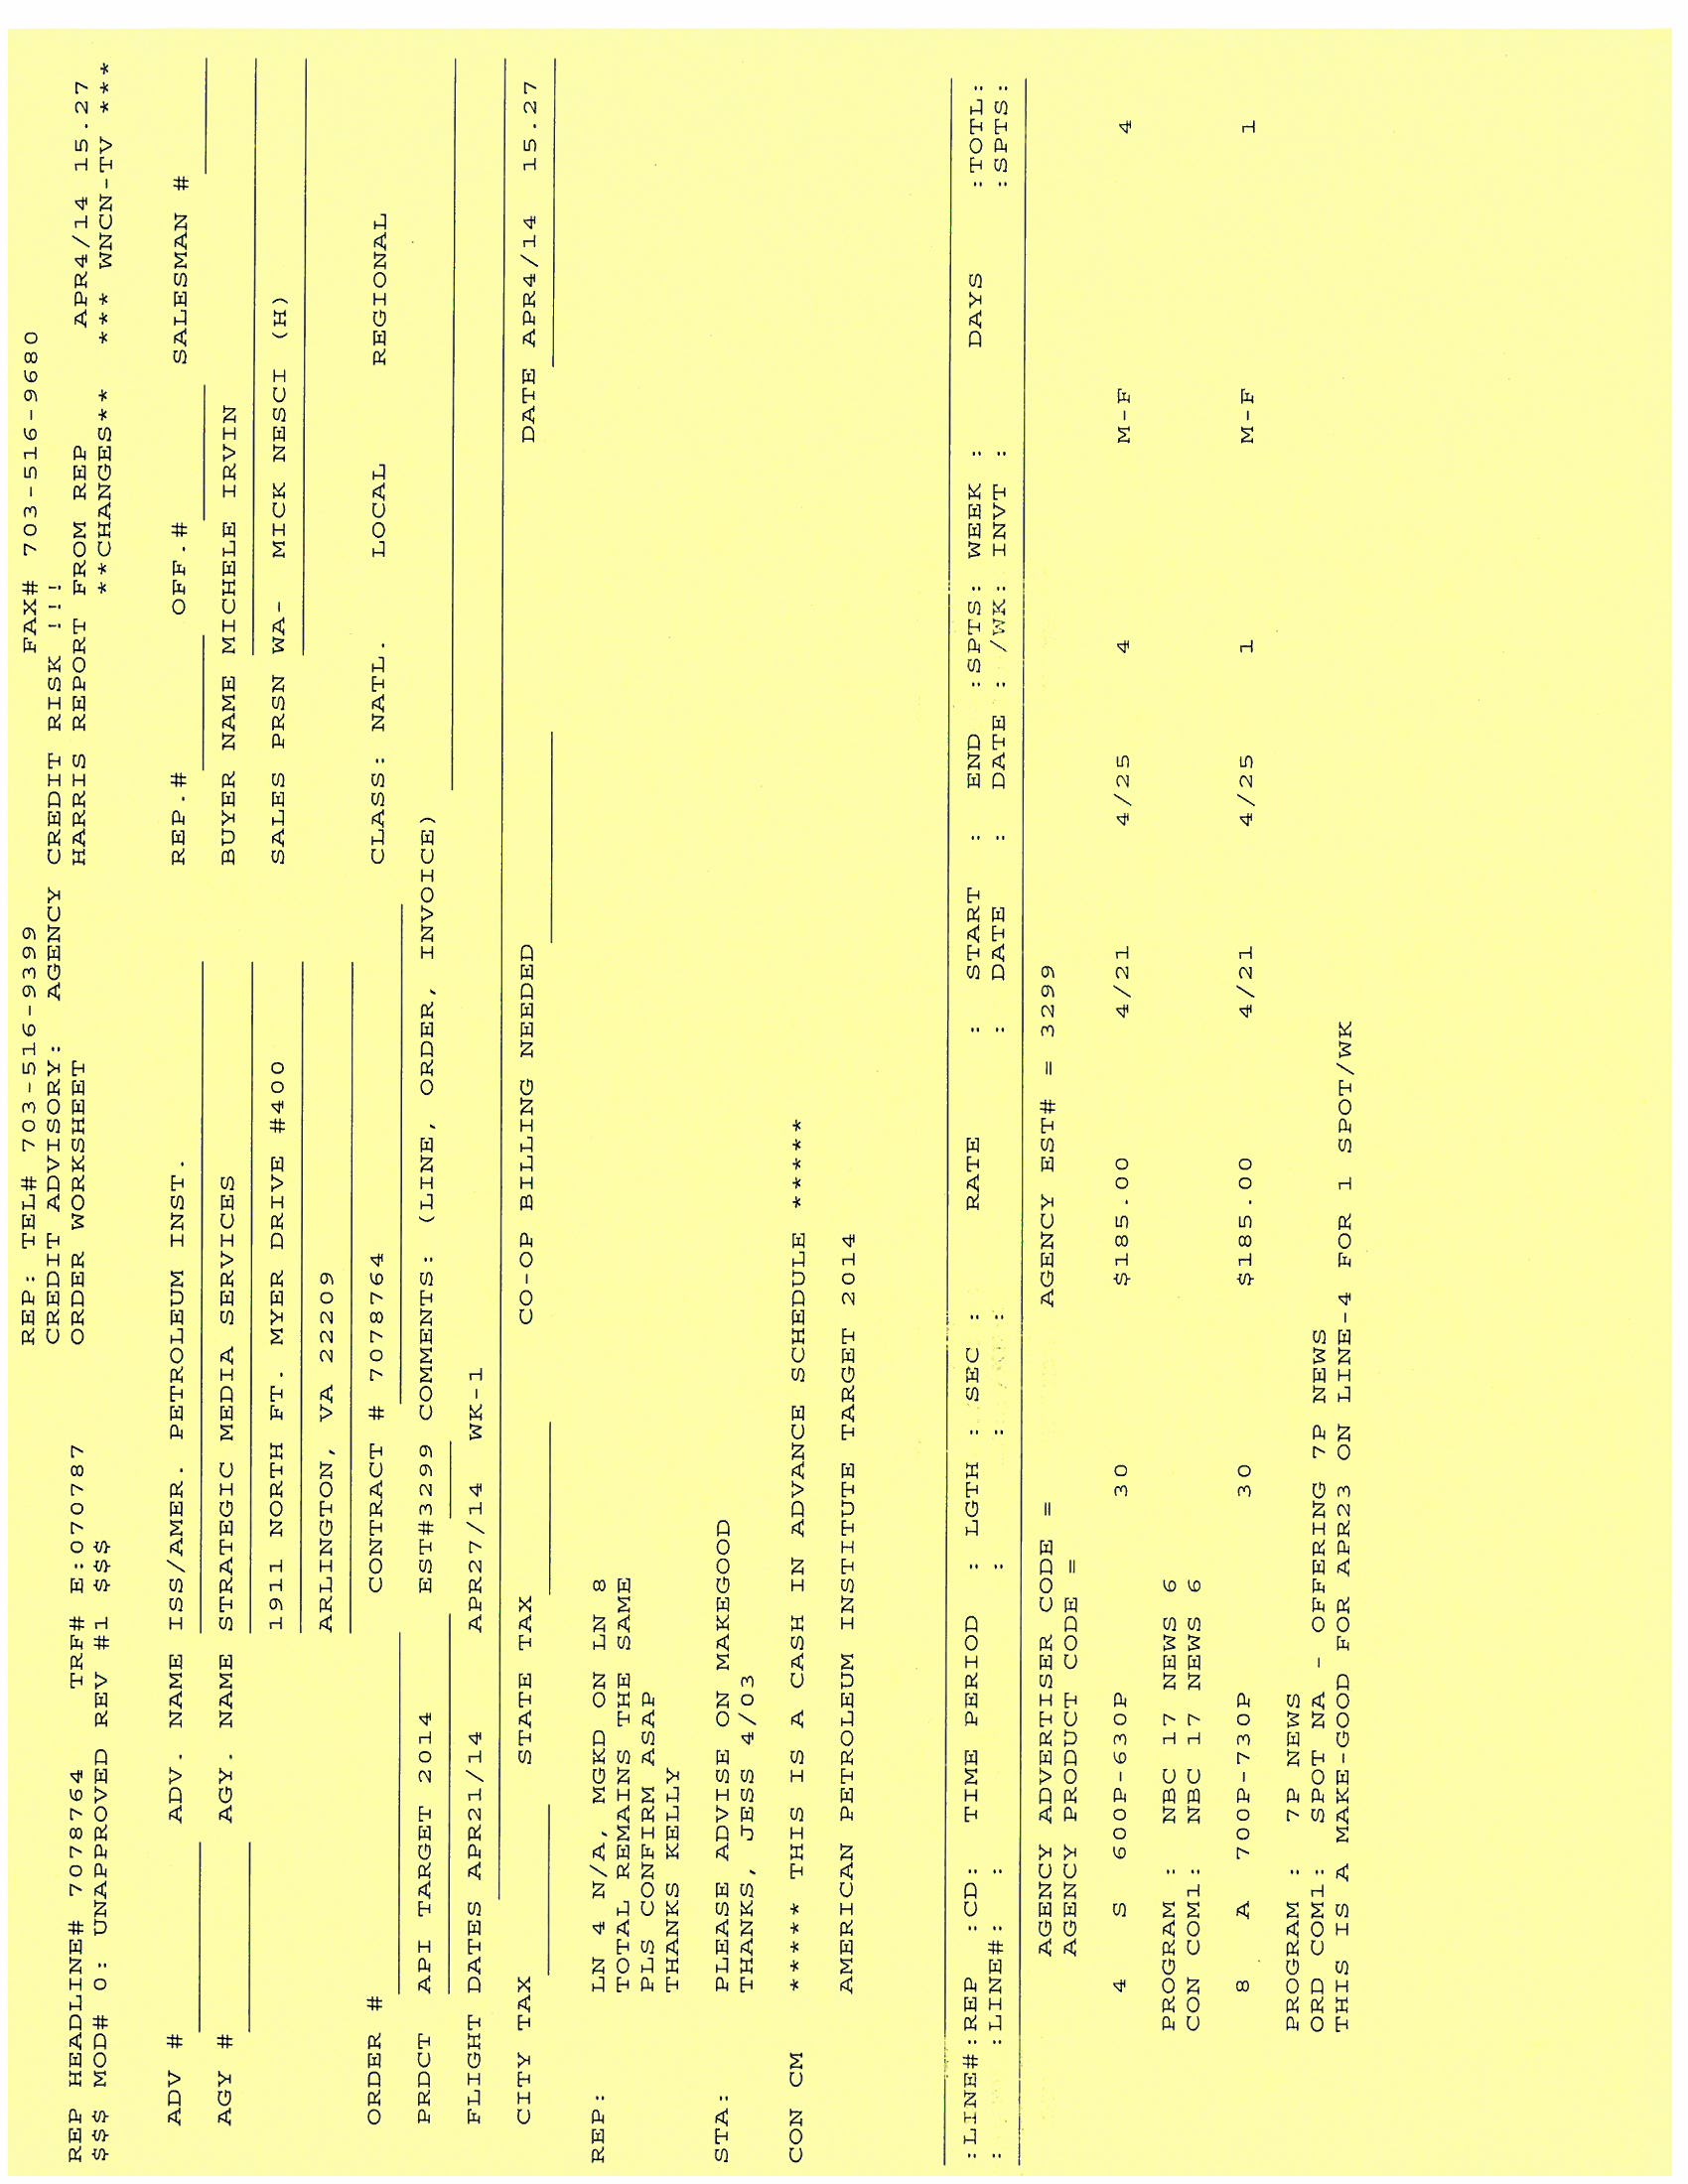 REP: TEL# 703-516-9399 FAX# 703-516-9680
CREDIT ADVISORY: AGENCY CREDIT RISK !!!
REP HEADLINE# 7078764 TRF# E:070787 ORDER WORKSHEET HARRIS REPORT FROM REP APR4/14 15.27
$$$ MOD# 0: UNAPPROVED REV #1 $$$ **CHANGES** *** WNCN-TV ***
ADV # ADV. NAME ISS/AMER. PETROLEUM INST. REP.# OFF.# SALESMAN #
AGY # AGY. NAME STRATEGIC MEDIA SERVICES BUYER NAME MICHELE IRVIN
1911 NORTH FT. MYER DRIVE #400 SALES PRSN WA- MICK NESCI (H)
ARLINGTON, VA 22209
ORDER # CONTRACT # 7078764 CLASS: NATL. LOCAL REGIONAL
PRDCT API TARGET 2014 EST#3299 COMMENTS: (LINE, ORDER, INVOICE)
FLIGHT DATES APR21/14 APR27/14 WK-1
CITY TAX STATE TAX CO-OP BILLING NEEDED DATE APR4/14 15.27
REP: LN 4 N/A, MGKD ON LN 8
TOTAL REMAINS THE SAME
PLS CONFIRM ASAP
THANKS KELLY
STA: PLEASE ADVISE ON MAKEGOOD
THANKS, JESS 4/03
CON CM ***** THIS IS A CASH IN ADVANCE SCHEDULE *****
AMERICAN PETROLEUM INSTITUTE TARGET 2014
:LINE#:REP :CD: TIME PERIOD : LGTH : SEC : RATE : START : END :SPTS: WEEK : DAYS :TOTL:
: :LINE#: : : : : : DATE : DATE : /WK: INVT : :SPTS:
AGENCY ADVERTISER CODE = AGENCY EST# = 3299
AGENCY PRODUCT CODE =
4 S 600P-630P 30 $185.00 4/21 4/25 4 M-F 4
PROGRAM : NBC 17 NEWS 6
CON COM1: NBC 17 NEWS 6
8 A 700P-730P 30 $185.00 4/21 4/25 1 M-F 1
PROGRAM : 7P NEWS
ORD COM1: SPOT NA - OFFERING 7P NEWS
THIS IS A MAKE-GOOD FOR APR23 ON LINE-4 FOR 1 SPOT/WK